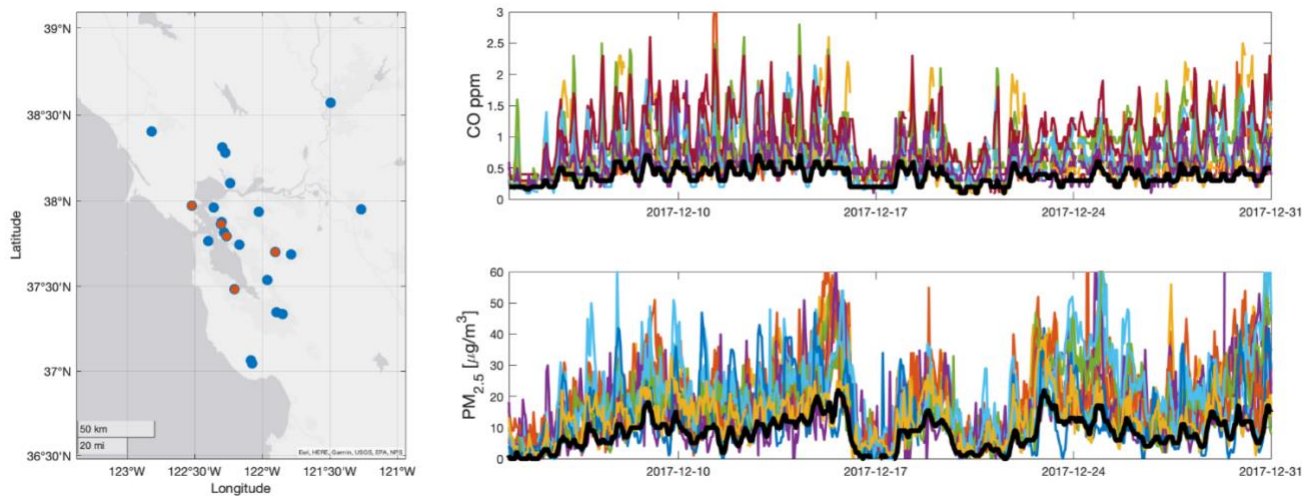 39°N
38°30'N
38°N
37°30'N
37°N
36°30'N
Latitude
50 km
20 mi
Esri, HERE, Garmin, USGS, EPA, NPS
123°W
122.5°W
122°W
121.5°W
121°W
Longitude
3
2.5
2
1.5
1
0.5
0
CO ppm
2017-12-10
2017-12-17
2017-12-24
2017-12-31
60
50
40
30
20
10
0
PM2.5 [μg/m3]
2017-12-10
2017-12-17
2017-12-24
2017-12-31